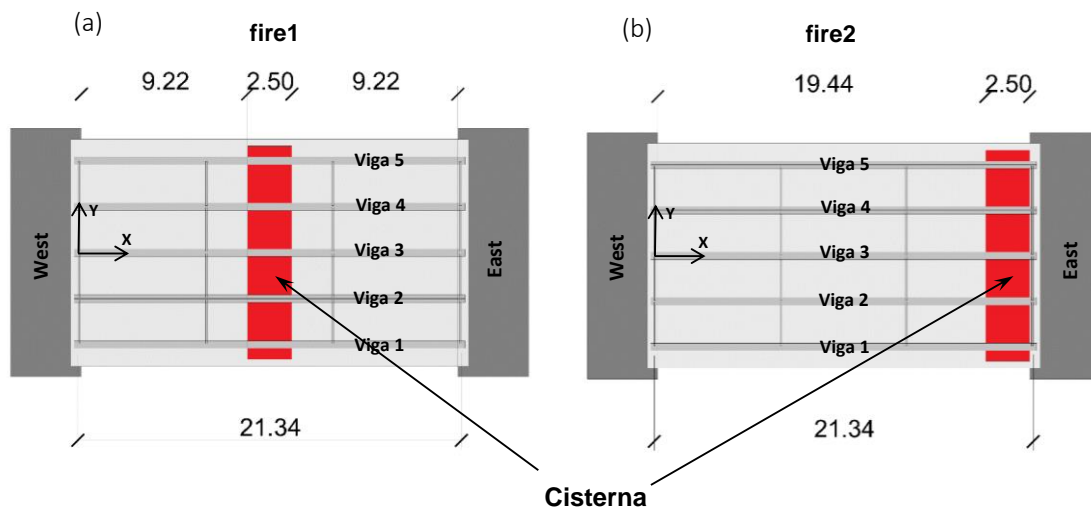 (a)
fire1
9.22 2.50 9.22
Viga 5
Viga 4
Y
Viga 3
X
West
East
Viga 2
Viga 1
21.34
(b)
fire2
19.44 2.50
Viga 5
Viga 4
Y
Viga 3
X
West
East
Viga 2
Viga 1
21.34
Cisterna